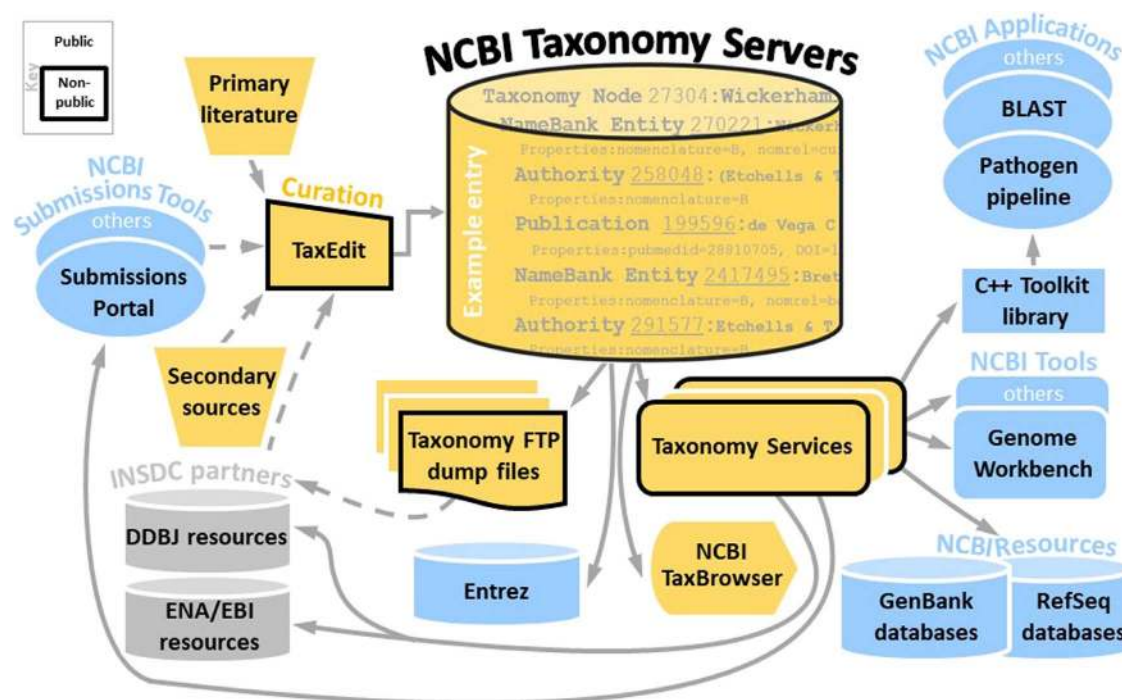 Public
Key
Non-
public
Primary
literature
NCBI
Submissions Tools
others
Submissions
Portal
Curation
TaxEdit
Secondary
sources
INSDC partners
DDBJ resources
ENA/EBI
resources
NCBI Taxonomy Servers
Example entry
Taxonomy Node 27304:Wickerham
NameBank Entity 270221:Wickerh
Properties:nomenclature=B, nomrel=cu
Authority 258048:(Etchells & T
Properties:nomenclature=B
Publication 199596:de Vega C
Properties:pubmedid=28810705, DOI=1
NameBank Entity 2417495:Bret
Properties:nomenclature=B, nomrel=b
Authority 291577:Etchells & T
Properties:nomenclature=B
Taxonomy FTP
dump files
Taxonomy Services
Entrez
NCBI
TaxBrowser
NCBI Applications
others
BLAST
Pathogen
pipeline
C++ Toolkit
library
NCBI Tools
others
Genome
Workbench
NCBIResources
GenBank
databases
RefSeq
databases